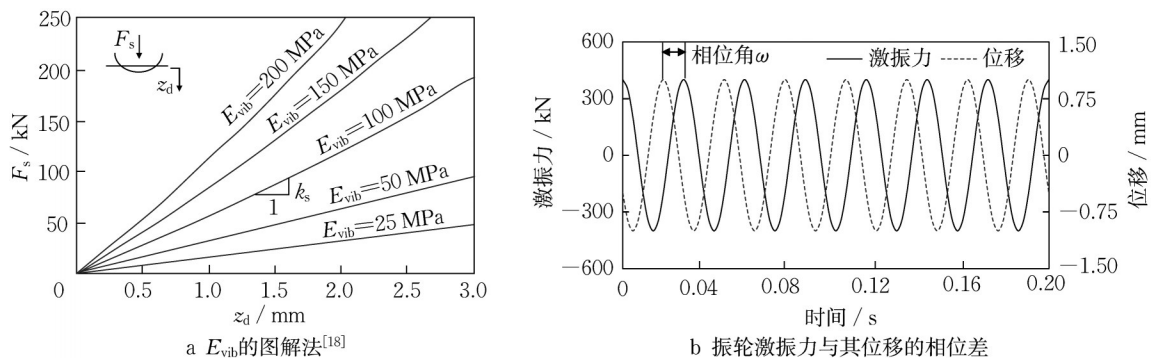 250
200
150
100
50
0
0.5
1.0
1.5
2.0
2.5
3.0
F_s / kN
z_d / mm
F_s
z_d
E_vib=200 MPa
E_vib=150 MPa
E_vib=100 MPa
k_s
1
E_vib=50 MPa
E_vib=25 MPa
a E_vib的图解法[18]
600
300
0
−300
−600
激振力 / kN
相位角ω
激振力
位移
1.50
0.75
0
−0.75
−1.50
位移 / mm
0
0.04
0.08
0.12
0.16
0.20
时间 / s
b 振轮激振力与其位移的相位差